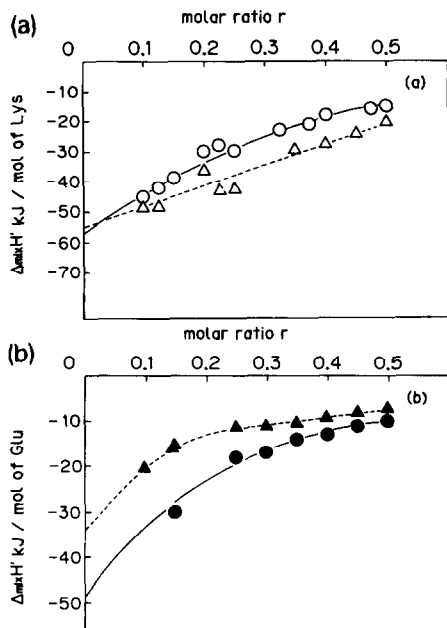 (a)
molar ratio r
0 0.1 0.2 0.3 0.4 0.5
(a)
-10
-20
-30
-40
-50
-60
-70
ΔmixH' kJ / mol of Lys
(b)
molar ratio r
0 0.1 0.2 0.3 0.4 0.5
(b)
-10
-20
-30
-40
-50
ΔmixH' kJ / mol of Glu